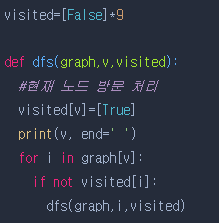 visited=[False]*9
def dfs(graph,v,visited):
#현재 노드 방문 처리
visited[v]=[True]
print(v, end=' ')
for i in graph[v]:
if not visited[i]:
dfs(graph,i,visited)